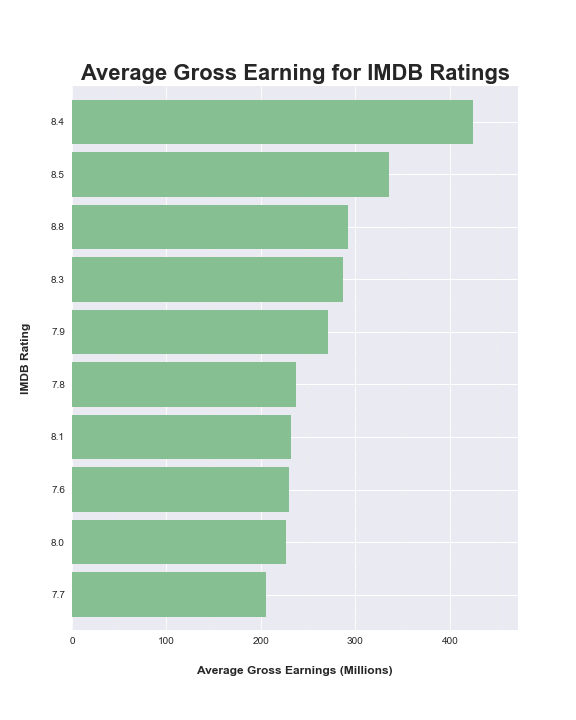 Average Gross Earning for IMDB Ratings
8.4
8.5
8.8
8.3
7.9
7.8
8.1
7.6
8.0
7.7
IMDB Rating
0 100 200 300 400
Average Gross Earnings (Millions)